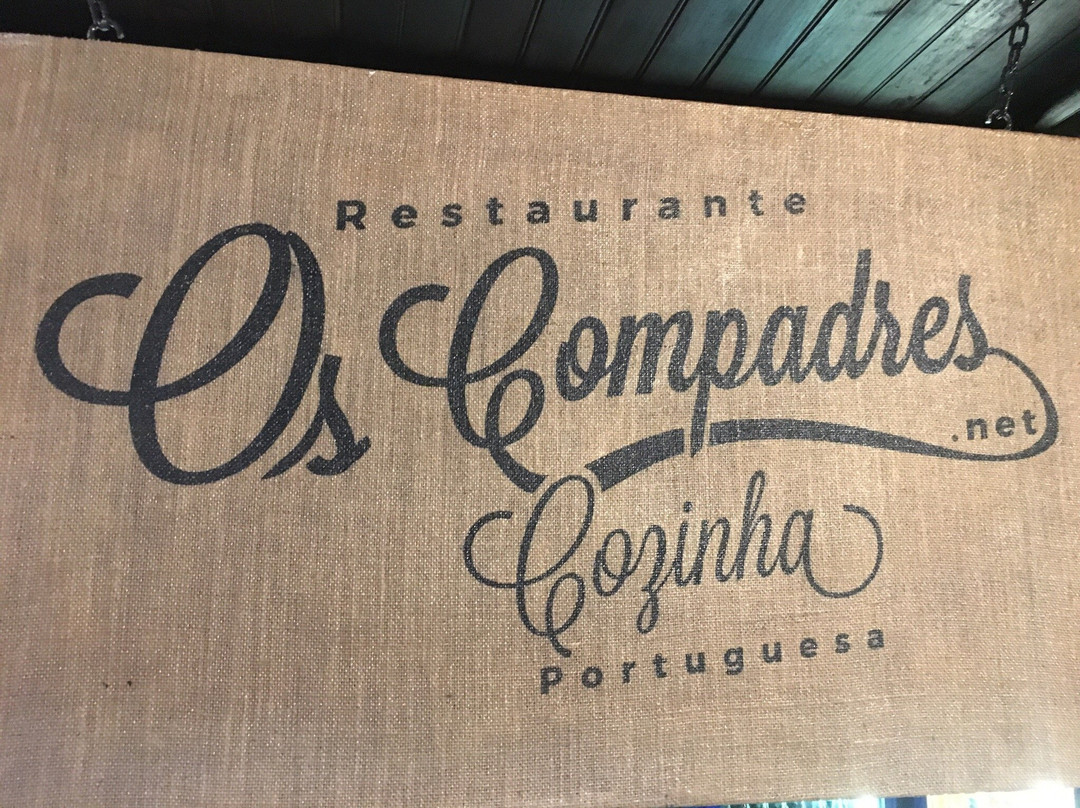 Restaurante
Os Compadres
.net
Cozinha
Portuguesa